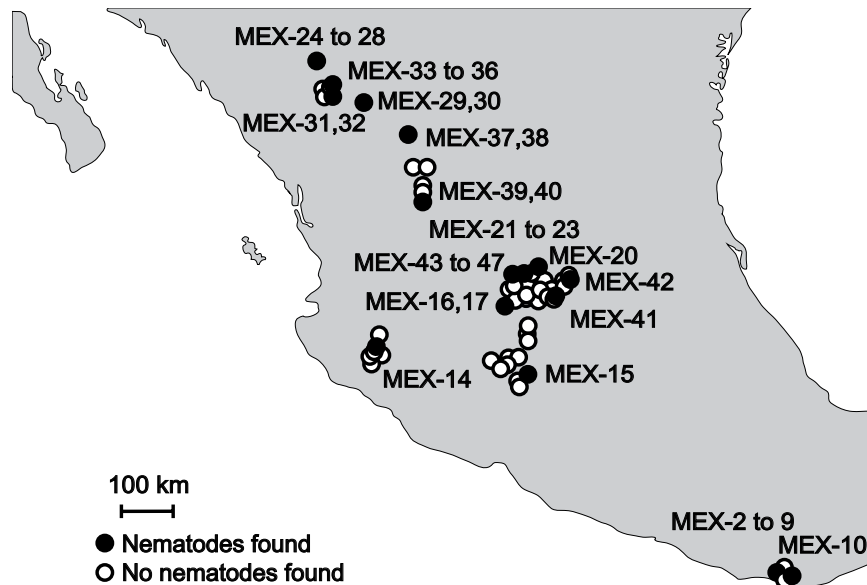 MEX-24 to 28
MEX-33 to 36
MEX-29,30
MEX-31,32
MEX-37,38
MEX-39,40
MEX-21 to 23
MEX-20
MEX-43 to 47
MEX-42
MEX-16,17
MEX-41
MEX-14
MEX-15
100 km
MEX-2 to 9
Nematodes found
MEX-10
No nematodes found